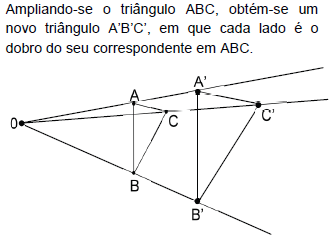 Ampliando-se o triângulo ABC, obtém-se um
novo triângulo A'B'C', em que cada lado é o
dobro do seu correspondente em ABC.
A'
A
C
C'
0
B
B'